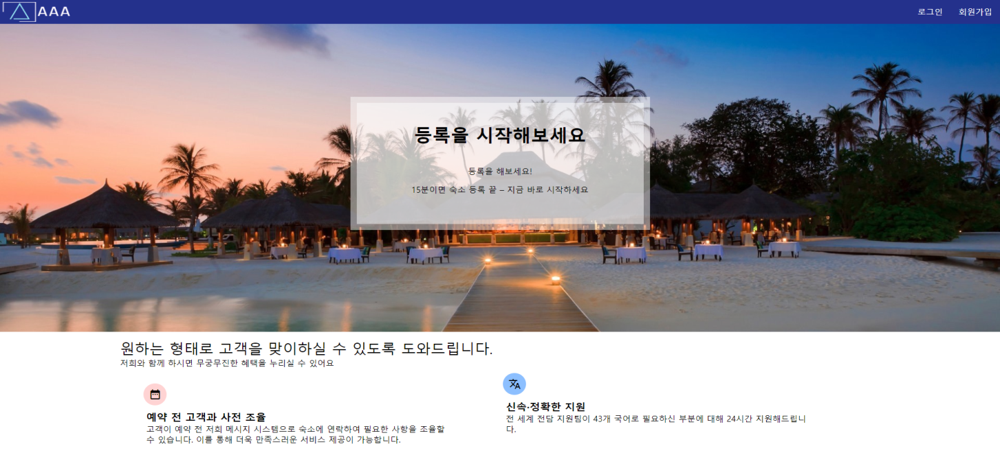 AAA
로그인 회원가입
등록을 시작해보세요
등록을 해보세요!
15분이면 숙소 등록 끝 – 지금 바로 시작하세요
원하는 형태로 고객을 맞이하실 수 있도록 도와드립니다.
저희와 함께 하시면 무궁무진한 혜택을 누리실 수 있어요
예약 전 고객과 사전 조율
고객이 예약 전 저희 메시지 시스템으로 숙소에 연락하여 필요한 사항을 조율할
수 있습니다. 이를 통해 더욱 만족스러운 서비스 제공이 가능합니다.
신속·정확한 지원
전 세계 전담 지원팀이 43개 국어로 필요하신 부분에 대해 24시간 지원해드립니
다.